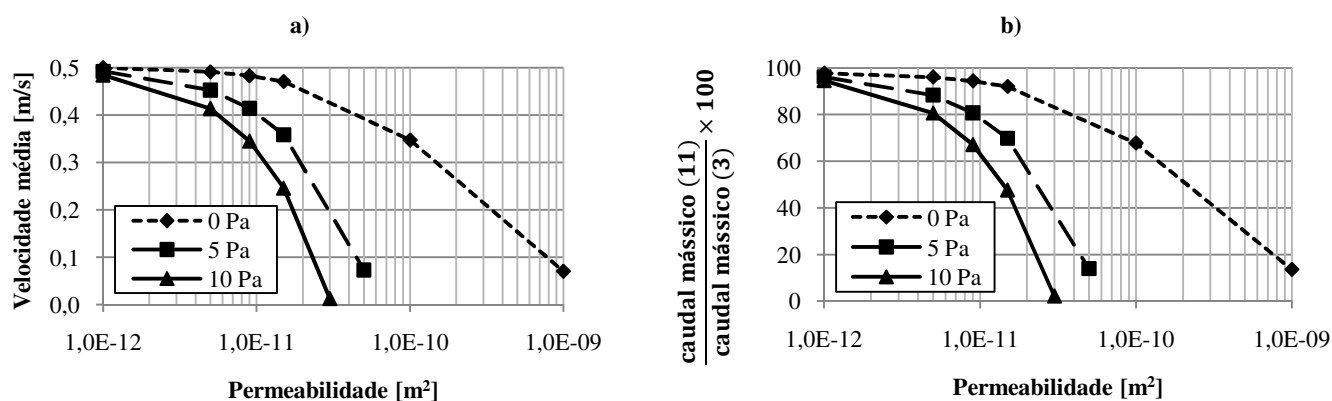 a)
Velocidade média [m/s]
0,5
0,4
0,3
0,2
0,1
0,0
0 Pa
5 Pa
10 Pa
1,0E-12
1,0E-11
1,0E-10
1,0E-09
Permeabilidade [m²]
b)
caudal mássico (11)
caudal mássico (3)
× 100
100
80
60
40
20
0
0 Pa
5 Pa
10 Pa
1,0E-12
1,0E-11
1,0E-10
1,0E-09
Permeabilidade [m²]